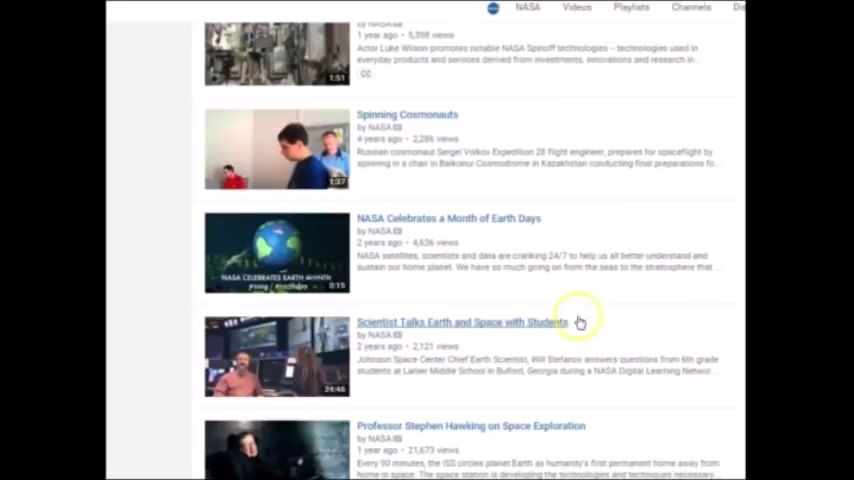 NASA Videos Playlists Channels
by NASA
1 year ago • 5,398 views
Actor Luke Wilson promotes notable NASA Spinoff technologies – technologies used in
everyday products and services derived from investments, innovations and research in...
1:51
CC
Spinning Cosmonauts
by NASA
4 years ago • 2,286 views
Russian cosmonaut Sergei Volkov Expedition 28 flight engineer, prepares for spaceflight by
spinning in a chair in Baikonur Cosmodrome in Kazakhstan conducting final preparations fo...
1:37
NASA Celebrates a Month of Earth Days
by NASA
2 years ago • 4,636 views
NASA satellites, scientists and data are cranking 24/7 to help us all better understand and
sustain our home planet. We have so much going on from the seas to the stratosphere that ...
NASA CELEBRATES EARTH MONTH
0:15
Scientist Talks Earth and Space with Students
by NASA
2 years ago • 2,121 views
Johnson Space Center Chief Earth Scientist, Will Stefanov answers questions from 6th grade
students at Lanier Middle School in Buford, Georgia during a NASA Digital Learning Networ...
24:46
Professor Stephen Hawking on Space Exploration
by NASA
1 year ago • 21,673 views
Every 90 minutes, the ISS circles planet Earth as humanity's first permanent home away from
home in space. The space station is developing the technologies and techniques necessary